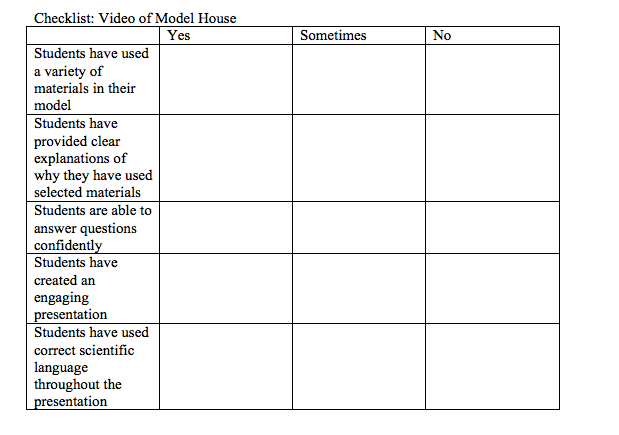 Checklist: Video of Model House
Yes Sometimes No
Students have used
a variety of
materials in their
model
Students have
provided clear
explanations of
why they have used
selected materials
Students are able to
answer questions
confidently
Students have
created an
engaging
presentation
Students have used
correct scientific
language
throughout the
presentation